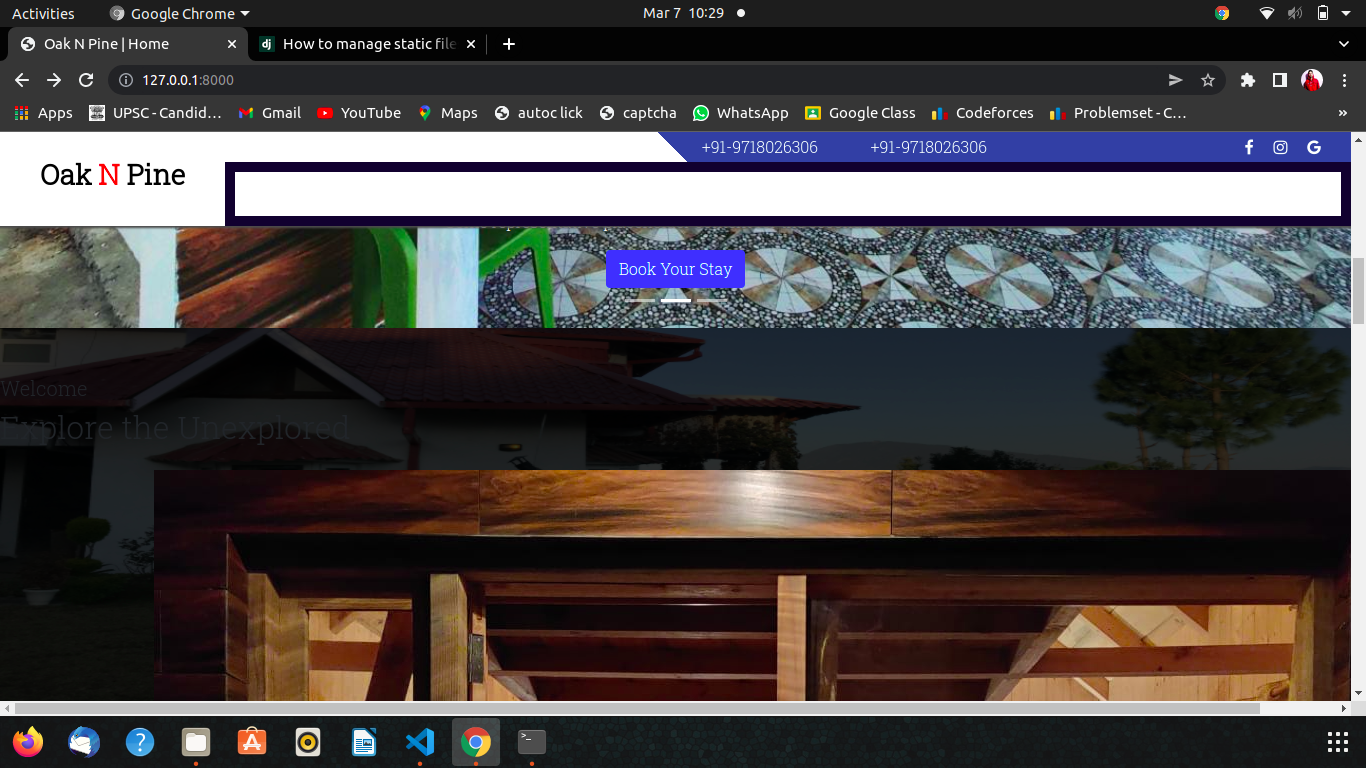 Activities
Google Chrome
Mar 7 10:29
Oak N Pine | Home
How to manage static file
127.0.0.1:8000
Apps
UPSC - Candid…
Gmail
YouTube
Maps
autoc lick
captcha
WhatsApp
Google Class
Codeforces
Problemset - C…
»
+91-9718026306
+91-9718026306
Oak N Pine
Book Your Stay
Welcome
Explore the Unexplored